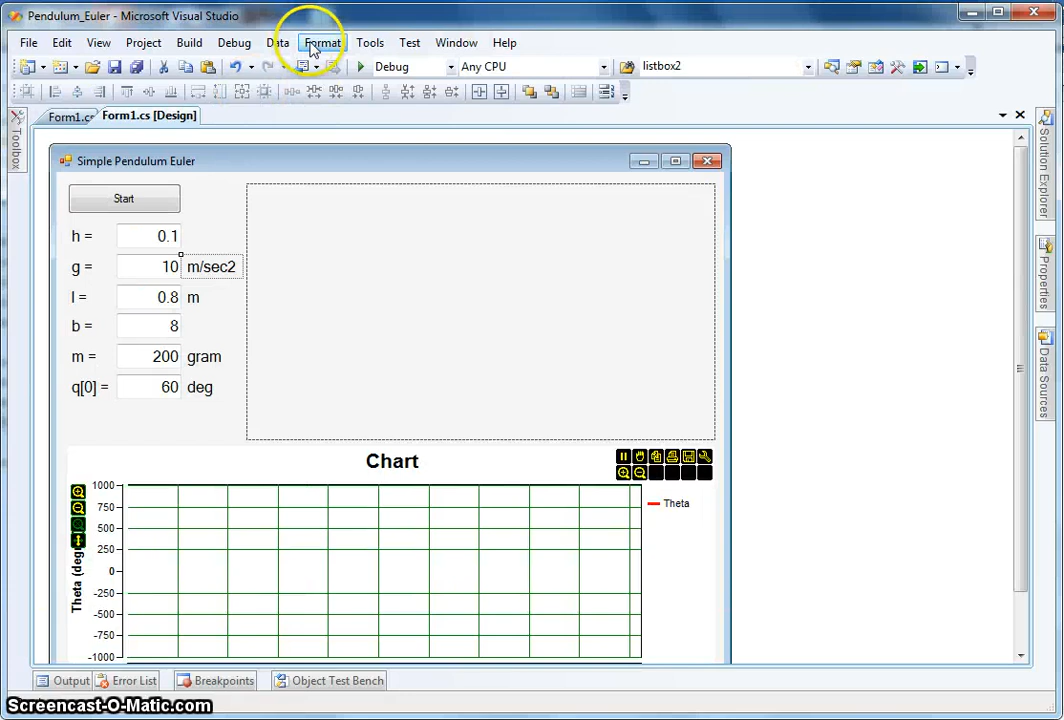 Pendulum_Euler - Microsoft Visual Studio
File Edit View Project Build Debug Data Format Tools Test Window Help
Debug Any CPU listbox2
Form1.cs Form1.cs [Design]
Toolbox
Solution Explorer
Properties
Data Sources
Simple Pendulum Euler
Start
h = 0.1
g = 10 m/sec2
l = 0.8 m
b = 8
m = 200 gram
q[0] = 60 deg
Chart
Theta
1000
750
500
250
0
-250
-500
-750
-1000
Output Error List Breakpoints Object Test Bench
Screencast-O-Matic.com